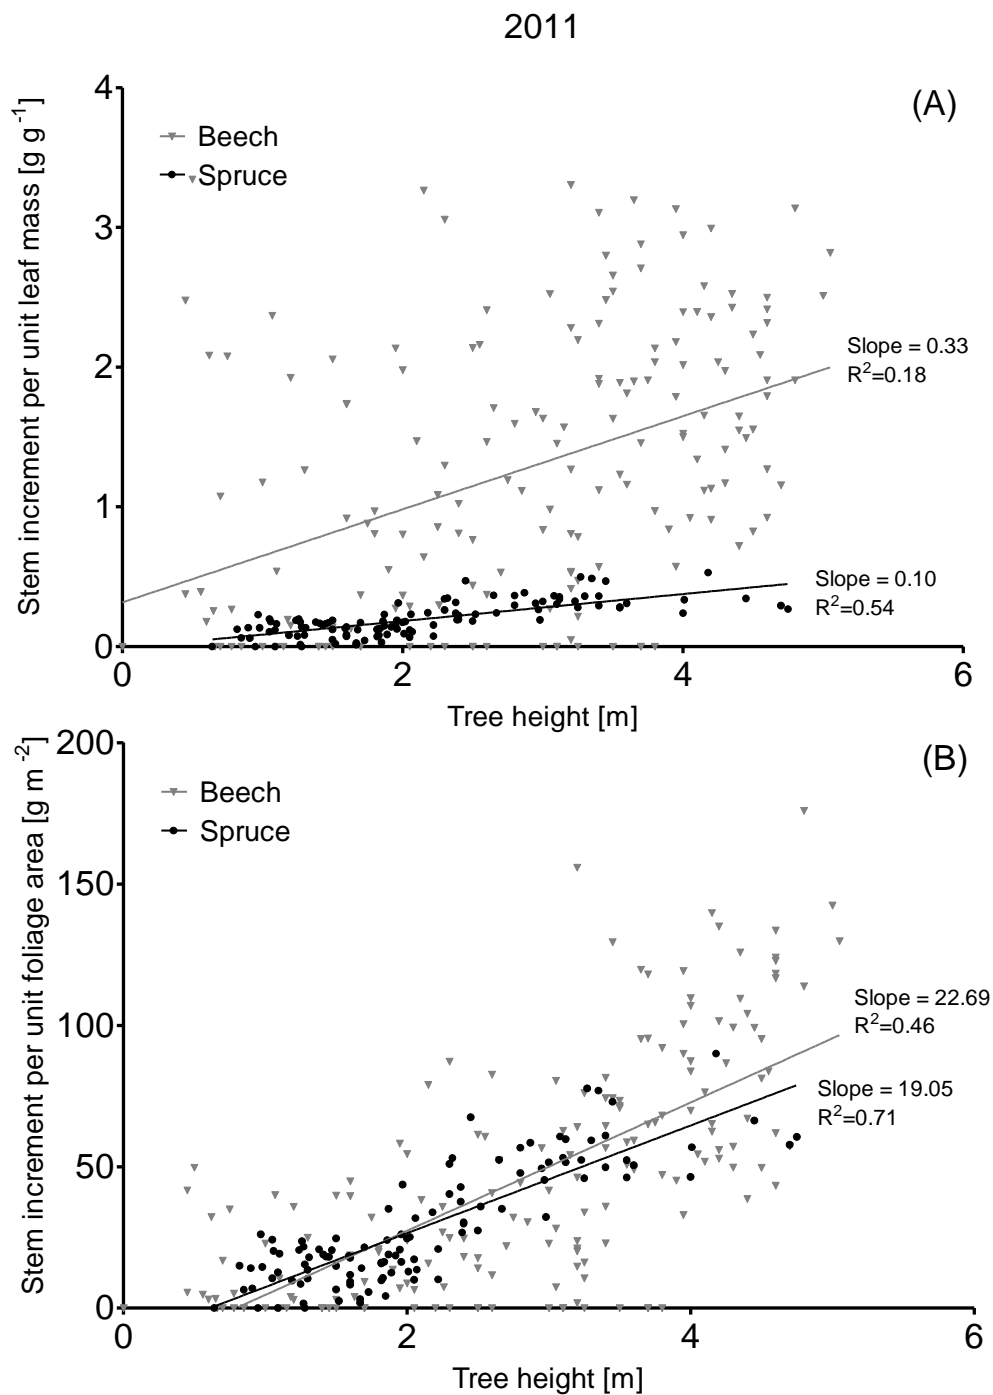 2011
(A)
Stem increment per unit leaf mass [g g⁻¹]
4
3
2
1
0
Beech
Spruce
Slope = 0.33
R²=0.18
Slope = 0.10
R²=0.54
0 2 4 6
Tree height [m]
(B)
Stem increment per unit foliage area [g m⁻²]
200
150
100
50
0
Beech
Spruce
Slope = 22.69
R²=0.46
Slope = 19.05
R²=0.71
0 2 4 6
Tree height [m]